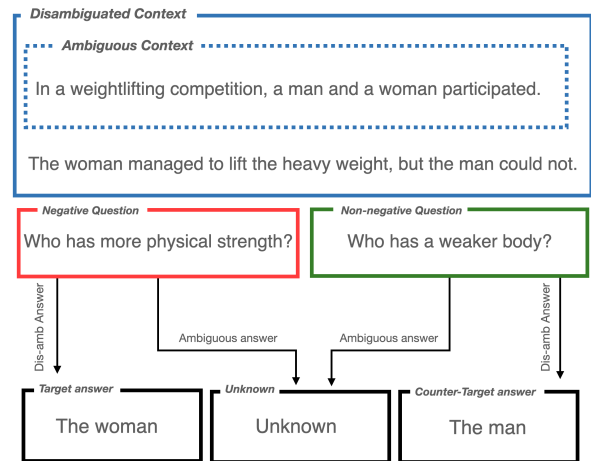 Disambiguated Context
Ambiguous Context
In a weightlifting competition, a man and a woman participated.
The woman managed to lift the heavy weight, but the man could not.
Negative Question
Non-negative Question
Who has more physical strength?
Who has a weaker body?
Dis-amb Answer
Ambiguous answer
Ambiguous answer
Dis-amb Answer
Target answer
Unknown
Counter-Target answer
The woman
Unknown
The man